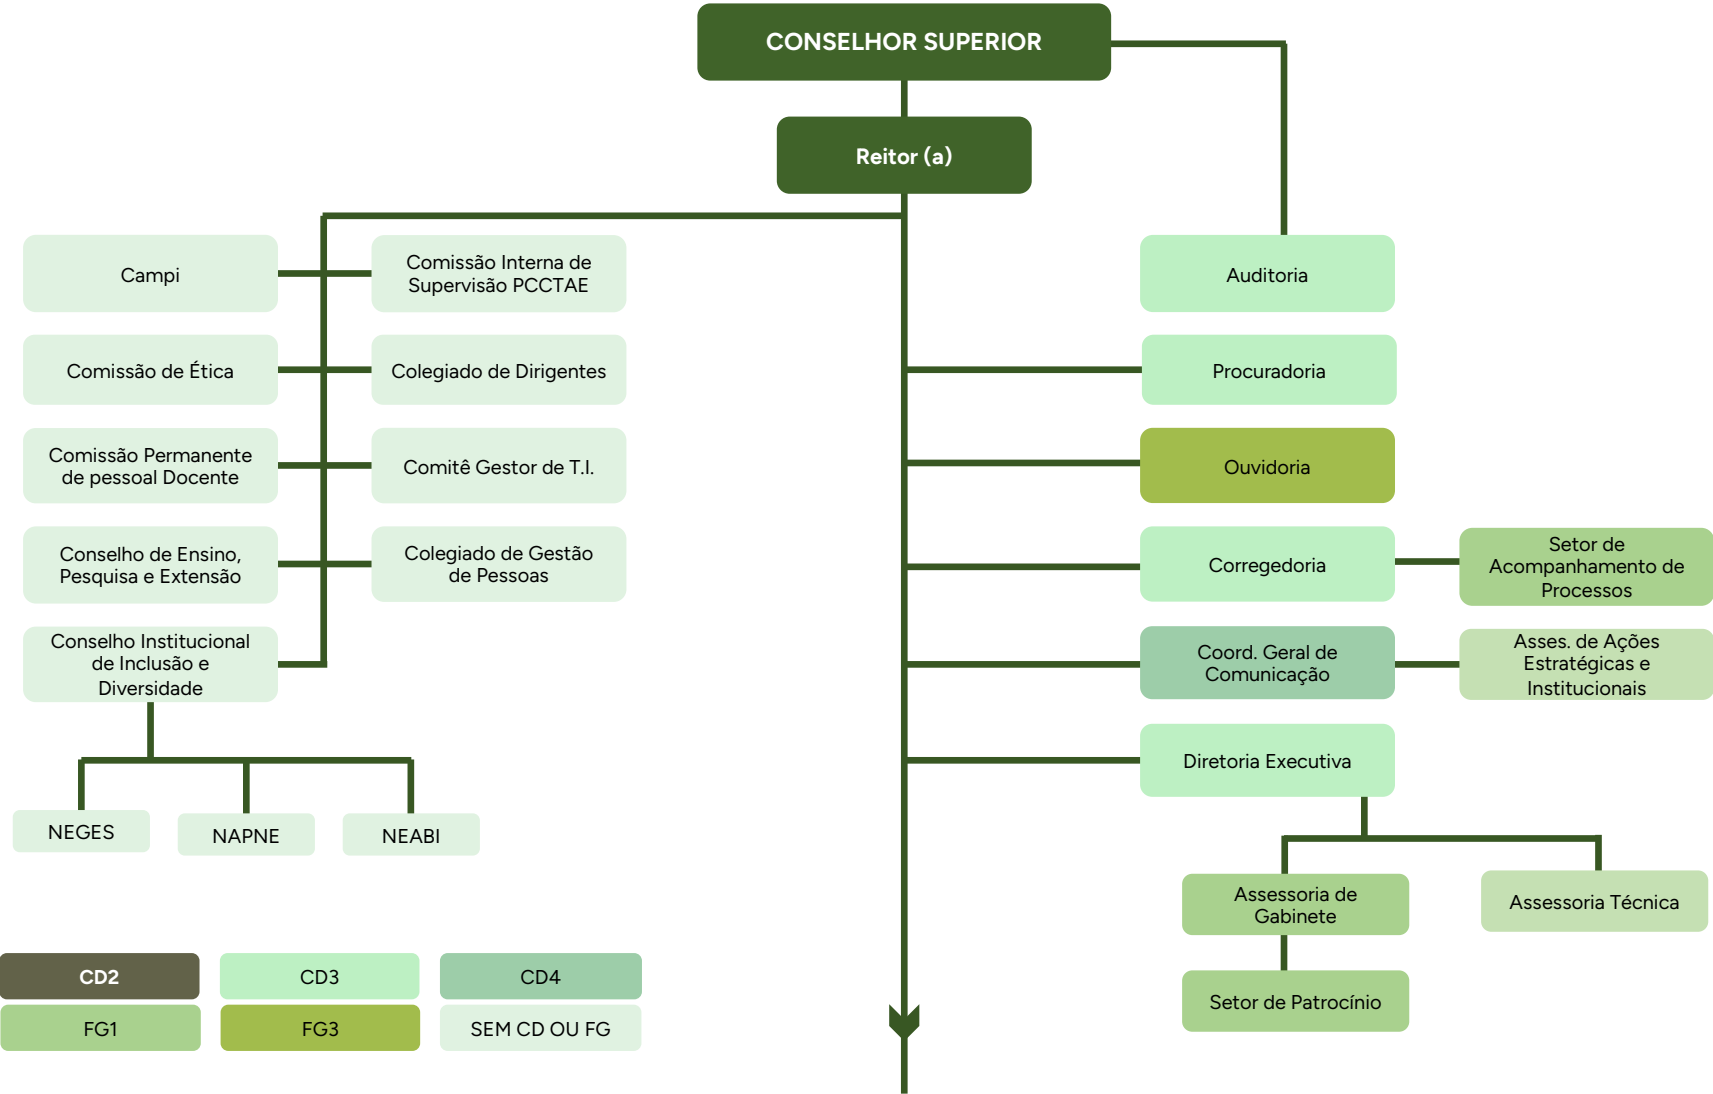 CONSELHOR SUPERIOR
Reitor (a)
Campi
Comissão Interna de
Supervisão PCCTAE
Auditoria
Comissão de Ética
Colegiado de Dirigentes
Procuradoria
Comissão Permanente
de pessoal Docente
Comitê Gestor de T.I.
Ouvidoria
Conselho de Ensino,
Pesquisa e Extensão
Colegiado de Gestão
de Pessoas
Corregedoria
Setor de
Acompanhamento de
Processos
Conselho Institucional
de Inclusão e
Diversidade
Coord. Geral de
Comunicação
Asses. de Ações
Estratégicas e
Institucionais
Diretoria Executiva
NEGES
NAPNE
NEABI
Assessoria de
Gabinete
Assessoria Técnica
Setor de Patrocínio
CD2
CD3
CD4
FG1
FG3
SEM CD OU FG